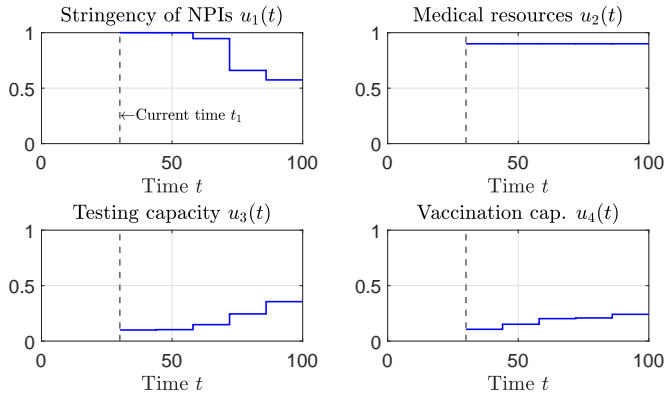 Stringency of NPIs u₁(t)
1
0.5
0
←Current time t₁
0
50
100
Time t
Medical resources u₂(t)
1
0.5
0
0
50
100
Time t
Testing capacity u₃(t)
1
0.5
0
0
50
100
Time t
Vaccination cap. u₄(t)
1
0.5
0
0
50
100
Time t